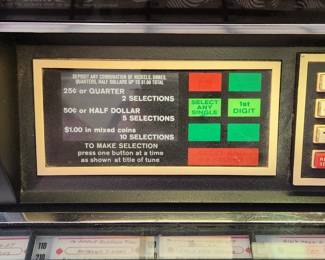 DEPOSIT ANY COMBINATION OF NICKELS, DIMES,
QUARTERS, HALF DOLLARS UP TO $1.00 TOTAL
25¢ or QUARTER
2 SELECTIONS
50¢ or HALF DOLLAR
5 SELECTIONS
$1.00 in mixed coins
10 SELECTIONS
TO MAKE SELECTION
press one button at a time
as shown at title of tune
SELECT
ANY
SINGLE
1st
DIGIT
110
210